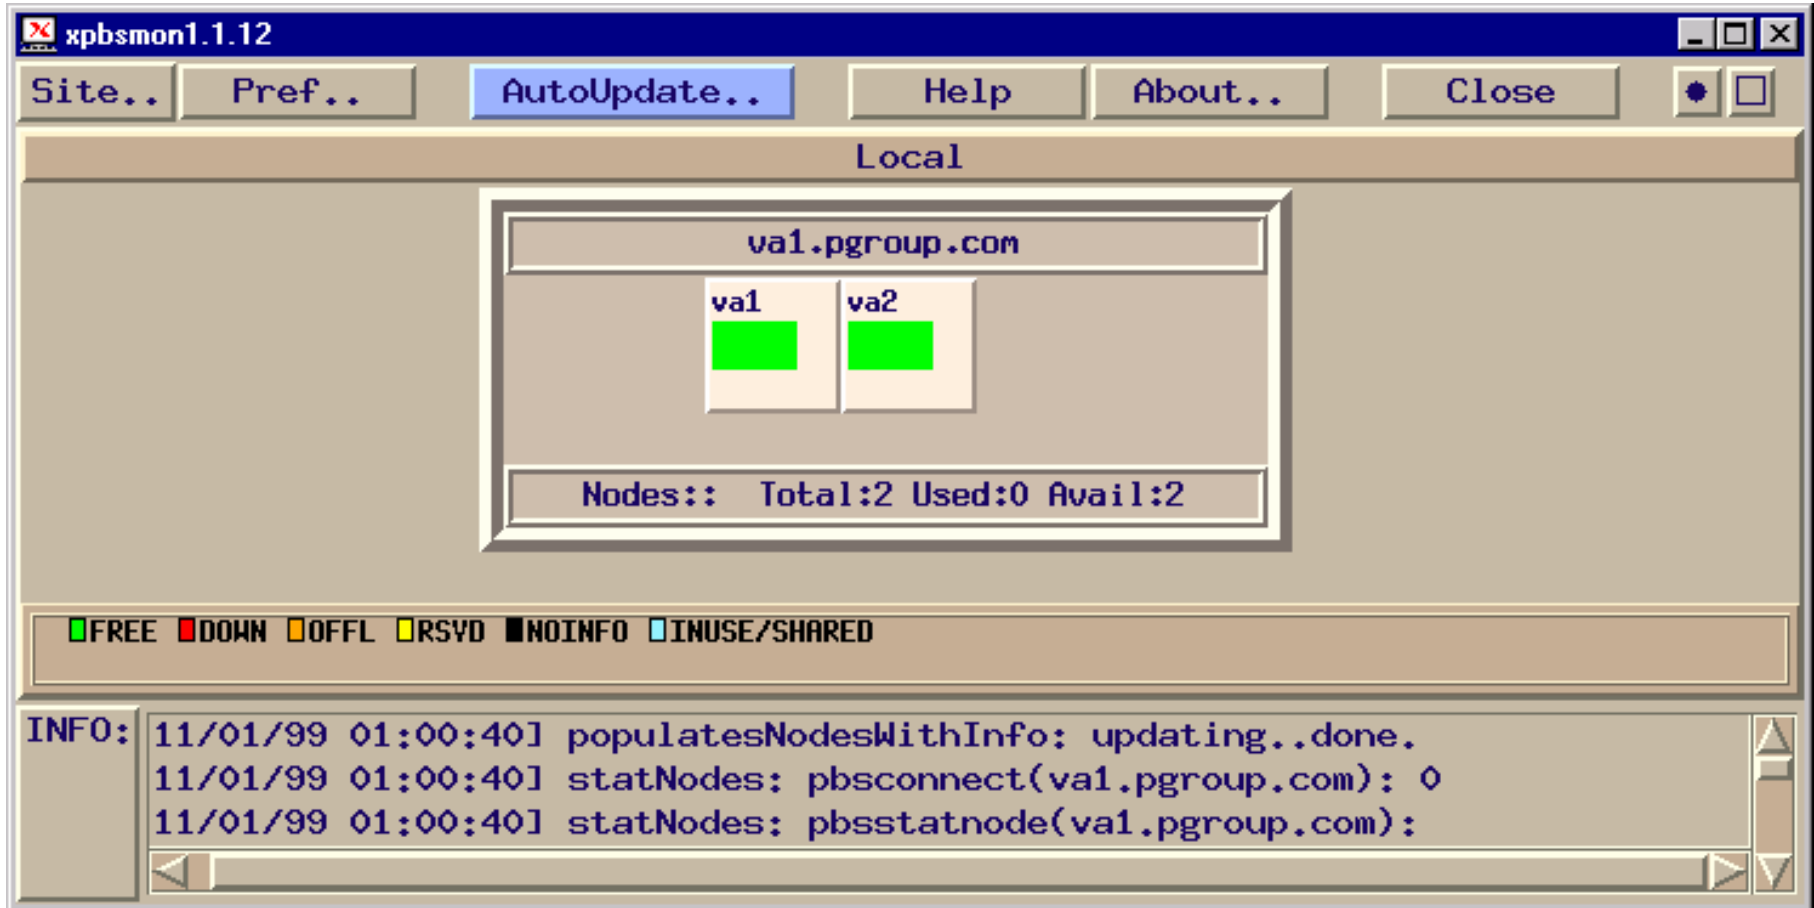 xpbsmon1.1.12
Site.. Pref.. AutoUpdate.. Help About.. Close
Local
va1.pgroup.com
va1 va2
Nodes:: Total:2 Used:0 Avail:2
FREE DOWN OFFL RSVD NOINFO INUSE/SHARED
INFO: 11/01/99 01:00:40] populatesNodesWithInfo: updating..done.
11/01/99 01:00:40] statNodes: pbsconnect(va1.pgroup.com): 0
11/01/99 01:00:40] statNodes: pbsstatnode(va1.pgroup.com):